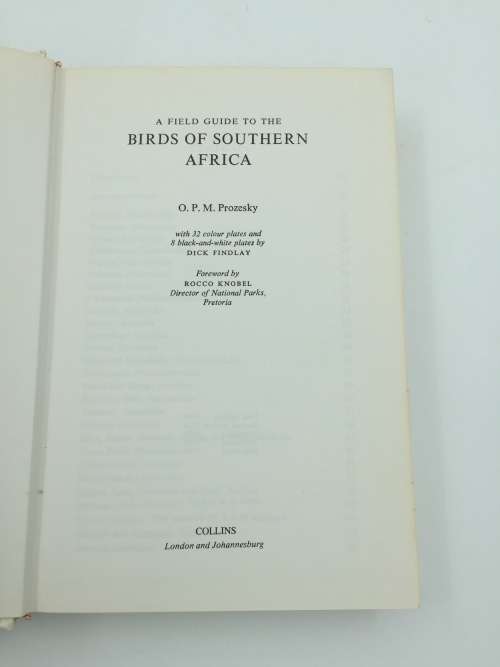 A FIELD GUIDE TO THE
BIRDS OF SOUTHERN
AFRICA
O. P. M. Prozesky
with 32 colour plates and
8 black-and-white plates by
DICK FINDLAY
Foreword by
ROCCO KNOBEL
Director of National Parks,
Pretoria
COLLINS
London and Johannesburg